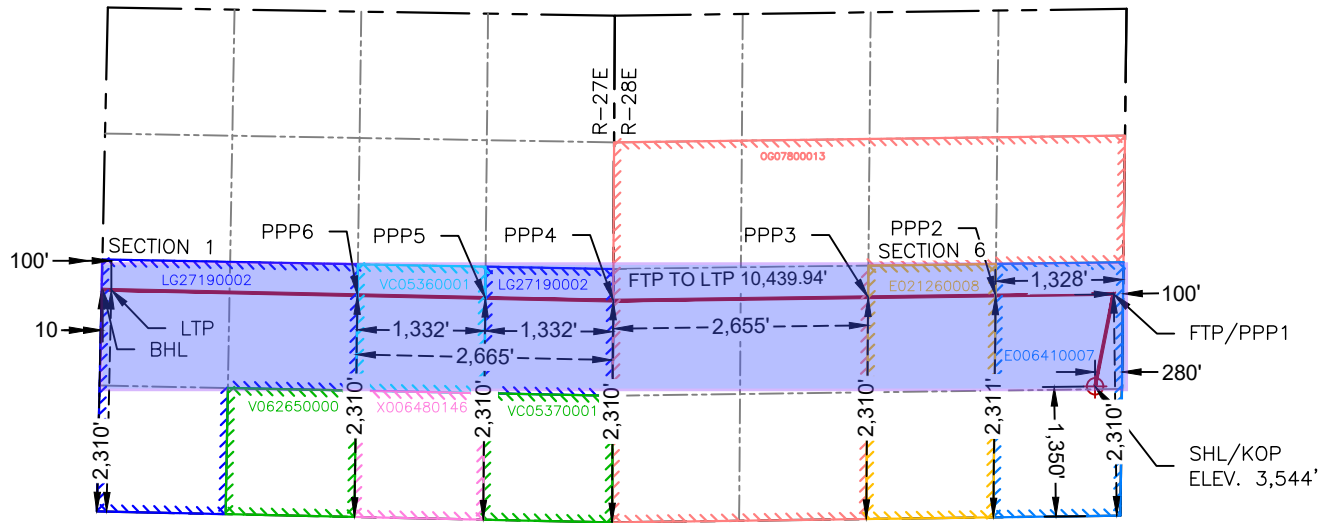 R-27E
R-28E
OG07800013
SECTION 1
PPP6
PPP5
PPP4
PPP3
PPP2
SECTION 6
100'
LG27190002
VC05360001
LG27190002
FTP TO LTP 10,439.94'
E021260008
1,328'
100'
10
LTP
BHL
1,332'
1,332'
2,655'
2,665'
FTP/PPP1
E006410007
280'
V062650000
X006480146
VC05370001
2,310'
2,310'
2,310'
2,310'
2,310'
2,311'
1,350'
2,310'
SHL/KOP
ELEV. 3,544'